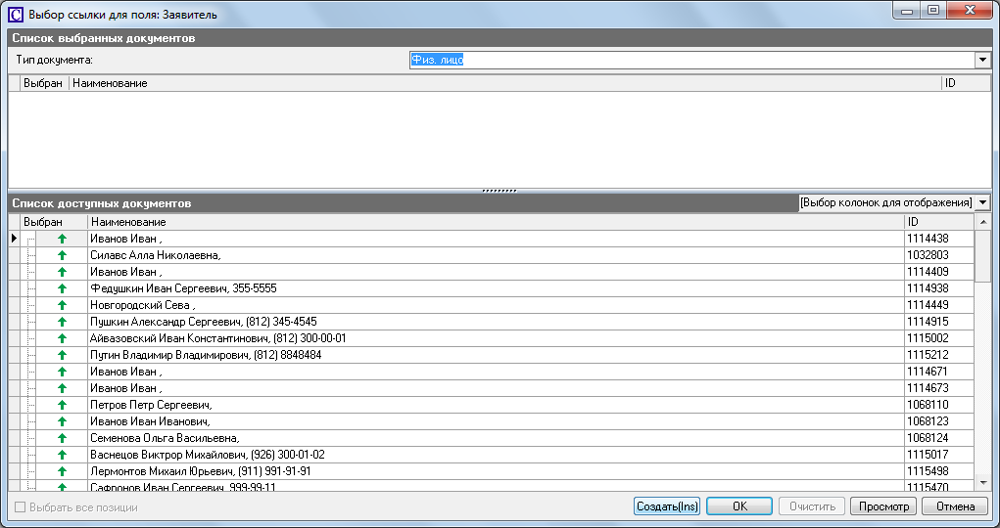 C Выбор ссылки для поля: Заявитель
Список выбранных документов
Тип документа: Физ. лицо
Выбран Наименование ID
Список доступных документов [Выбор колонок для отображения]
Выбран Наименование ID
Иванов Иван , 1114438
Силавс Алла Николаевна, 1032803
Иванов Иван , 1114409
Федушкин Иван Сергеевич, 355-5555 1114938
Новгородский Сева , 1114449
Пушкин Александр Сергеевич, (812) 345-4545 1114915
Айвазовский Иван Константинович, (812) 300-00-01 1115002
Путин Владимир Владимирович, (812) 8848484 1115212
Иванов Иван , 1114671
Иванов Иван , 1114673
Петров Петр Сергеевич, 1068110
Иванов Иван Иванович, 1068123
Семенова Ольга Васильевна, 1068124
Васнецов Виктрор Михайлович, (926) 300-01-02 1115017
Лермонтов Михаил Юрьевич, (911) 991-91-91 1115498
Сафронов Иван Сергеевич, 999-99-11 1115470
Выбрать все позиции Создать(Ins) OK Очистить Просмотр Отмена